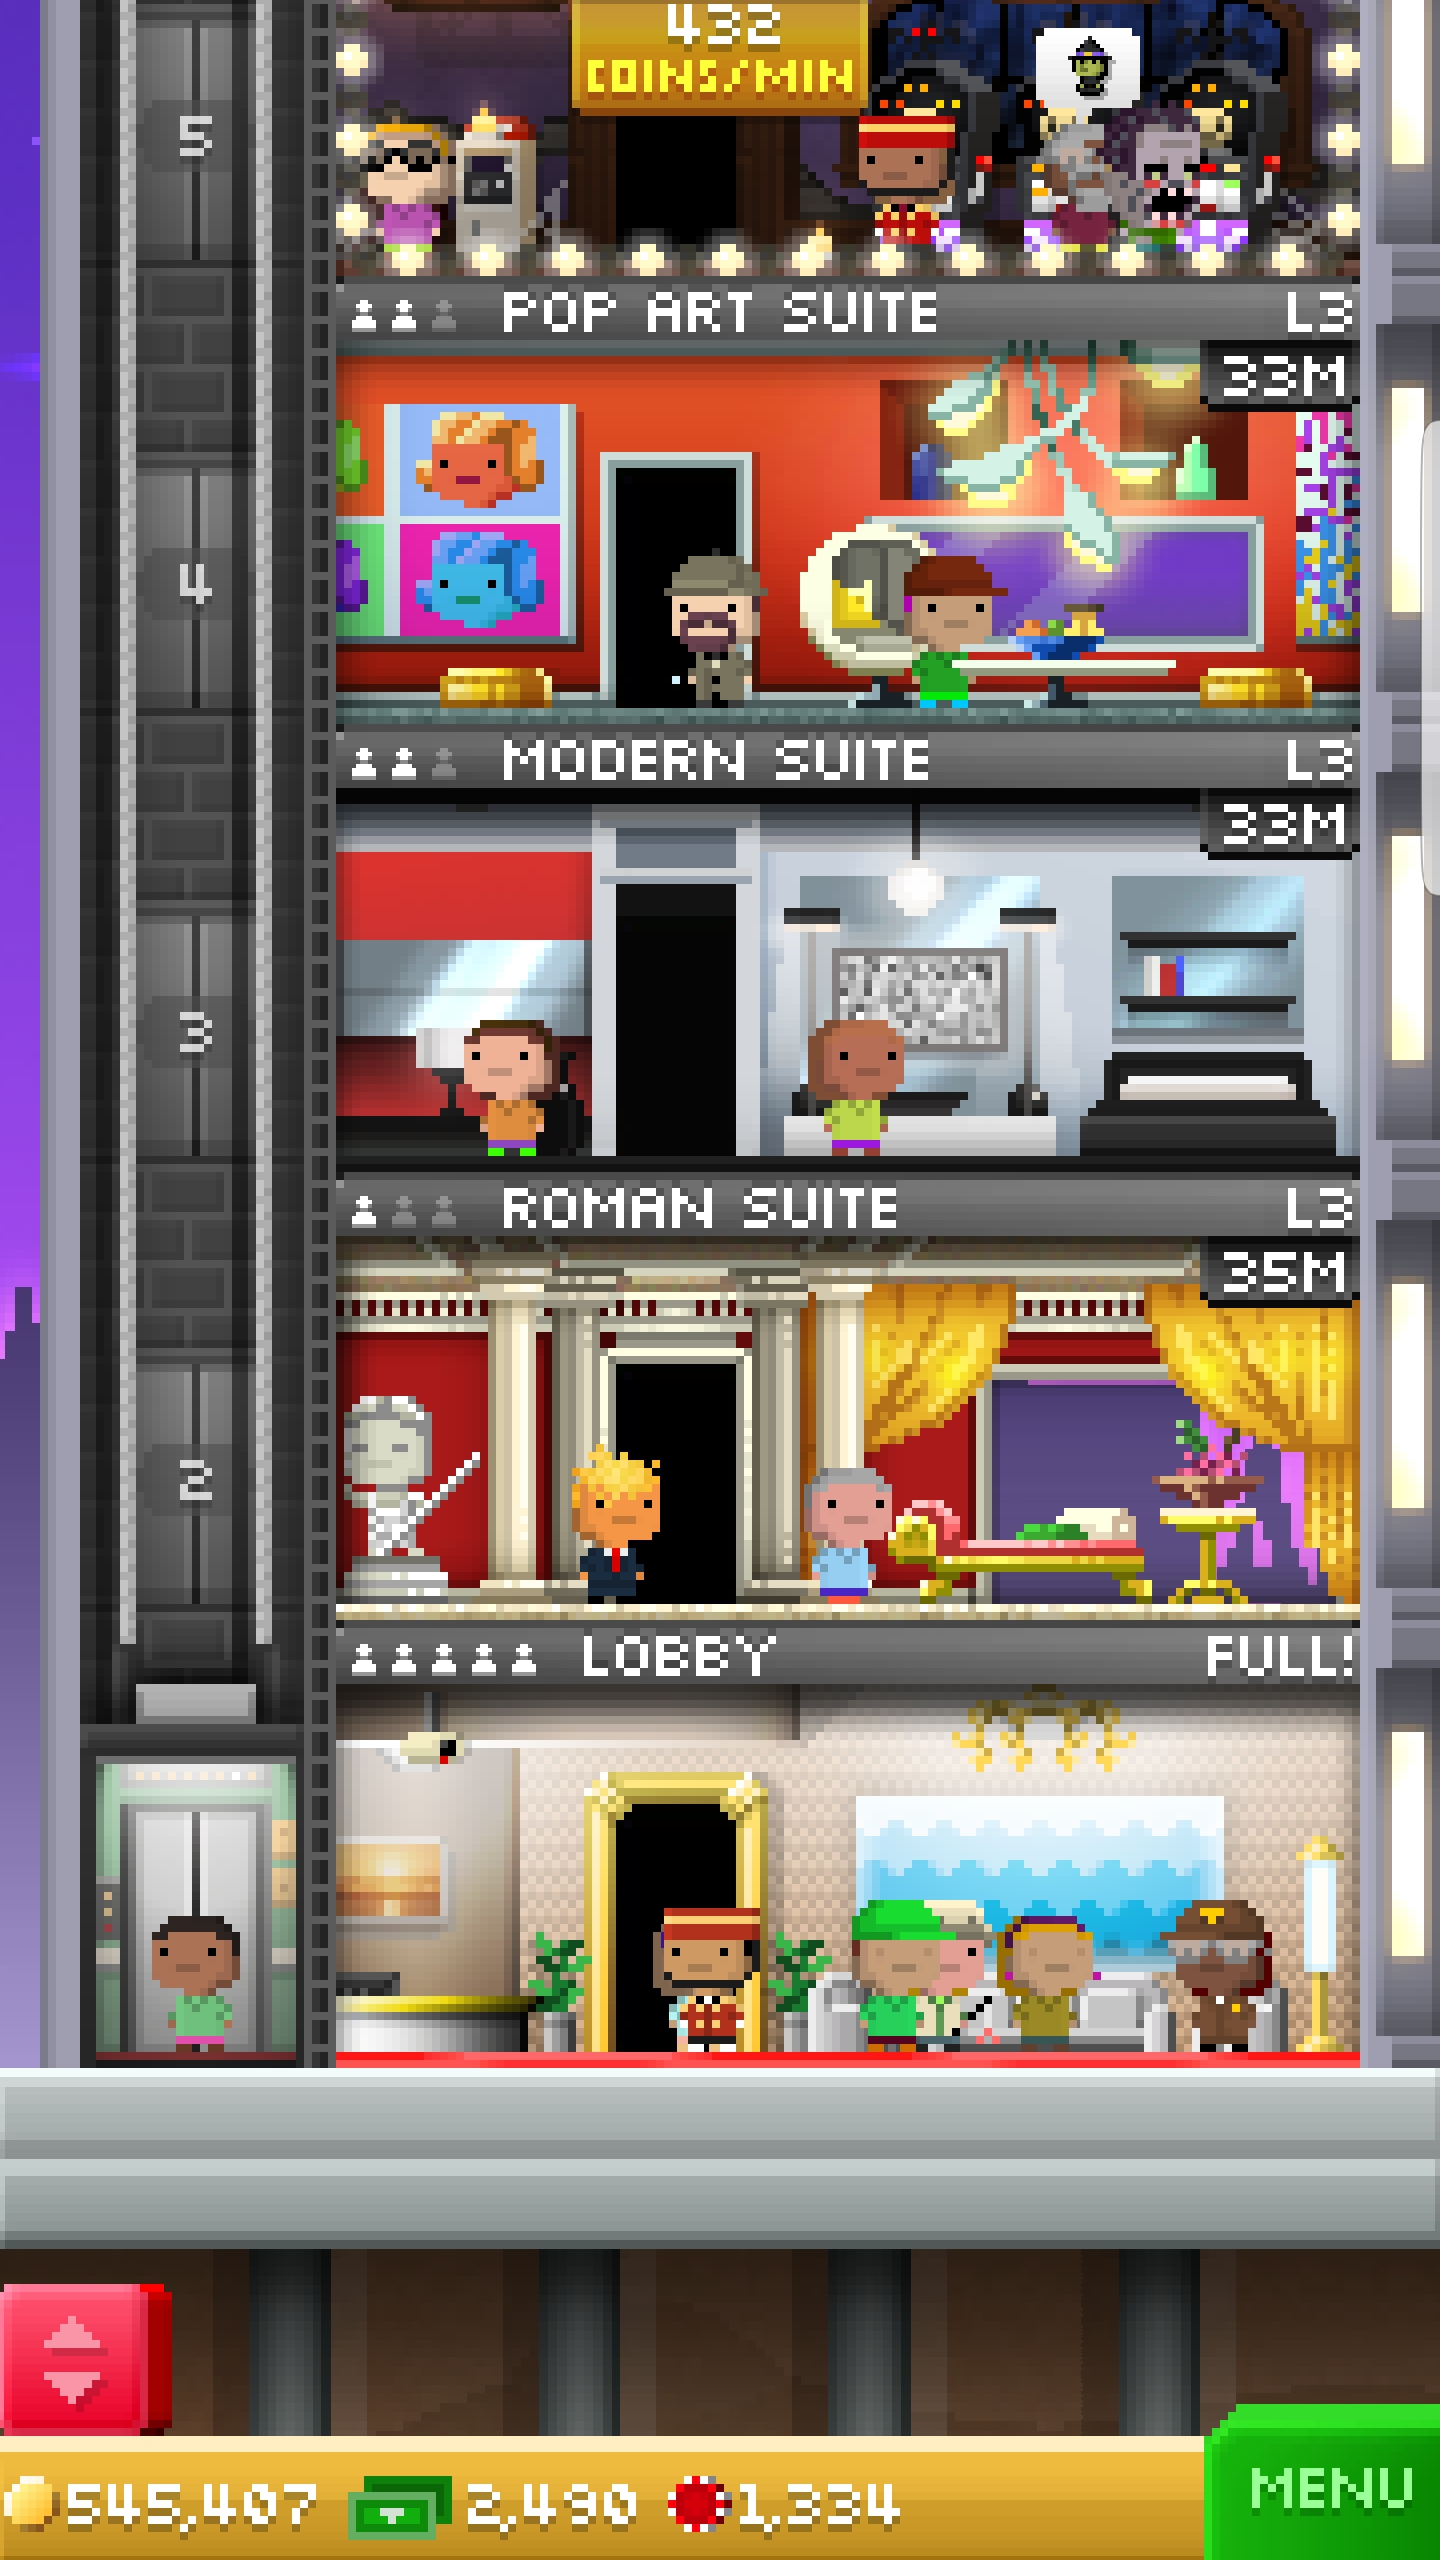 432
COINS/MIN
5
POP ART SUITE L3
33M
4
MODERN SUITE L3
33M
3
ROMAN SUITE L3
35M
2
LOBBY FULL!
545,407 2,490 1,334
MENU